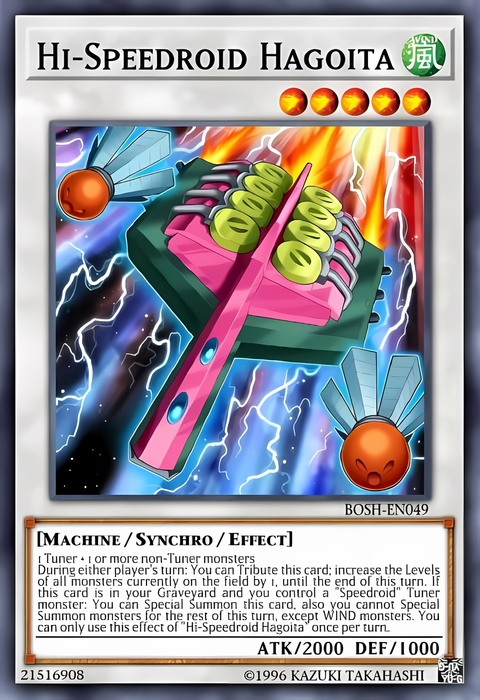 Hi-Speedroid Hagoita
WIND
風
BOSH-EN049
[Machine / Synchro / Effect]
1 Tuner + 1 or more non-Tuner monsters
During either player's turn: You can Tribute this card; increase the Levels
of all monsters currently on the field by 1, until the end of this turn. If
this card is in your Graveyard and you control a "Speedroid" Tuner
monster: You can Special Summon this card, also you cannot Special
Summon monsters for the rest of this turn, except WIND monsters. You
can only use this effect of "Hi-Speedroid Hagoita" once per turn.
ATK/2000 DEF/1000
21516908
©1996 KAZUKI TAKAHASHI